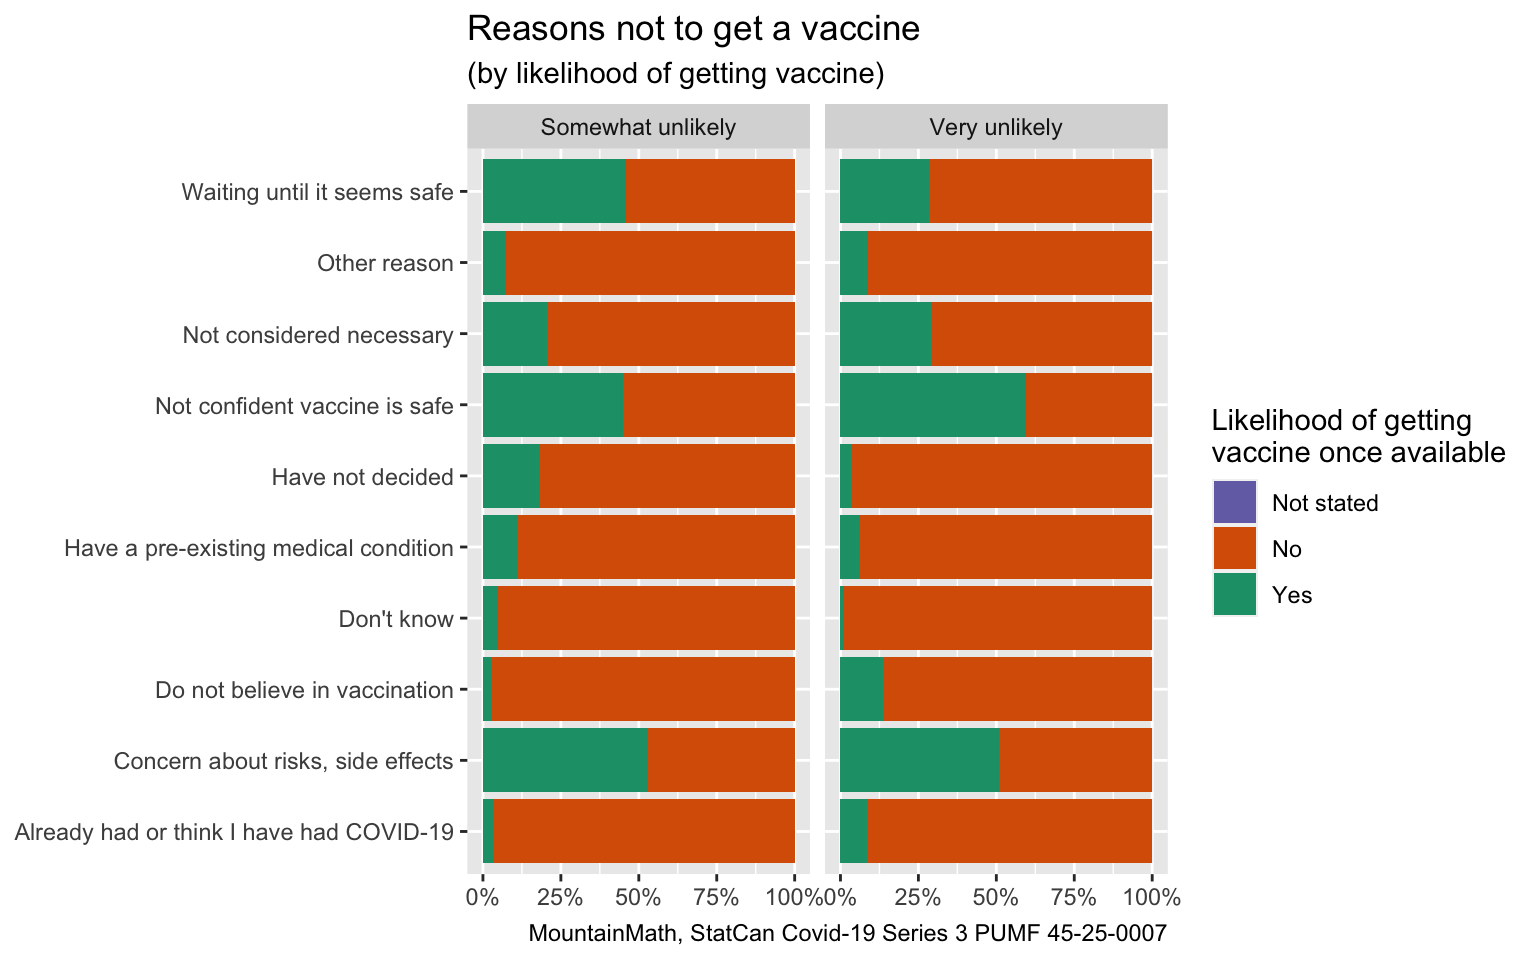 Reasons not to get a vaccine
(by likelihood of getting vaccine)
Somewhat unlikely
Very unlikely
Waiting until it seems safe
Other reason
Not considered necessary
Not confident vaccine is safe
Have not decided
Have a pre-existing medical condition
Don't know
Do not believe in vaccination
Concern about risks, side effects
Already had or think I have had COVID-19
0% 25% 50% 75% 100%
0% 25% 50% 75% 100%
Likelihood of getting
vaccine once available
Not stated
No
Yes
MountainMath, StatCan Covid-19 Series 3 PUMF 45-25-0007